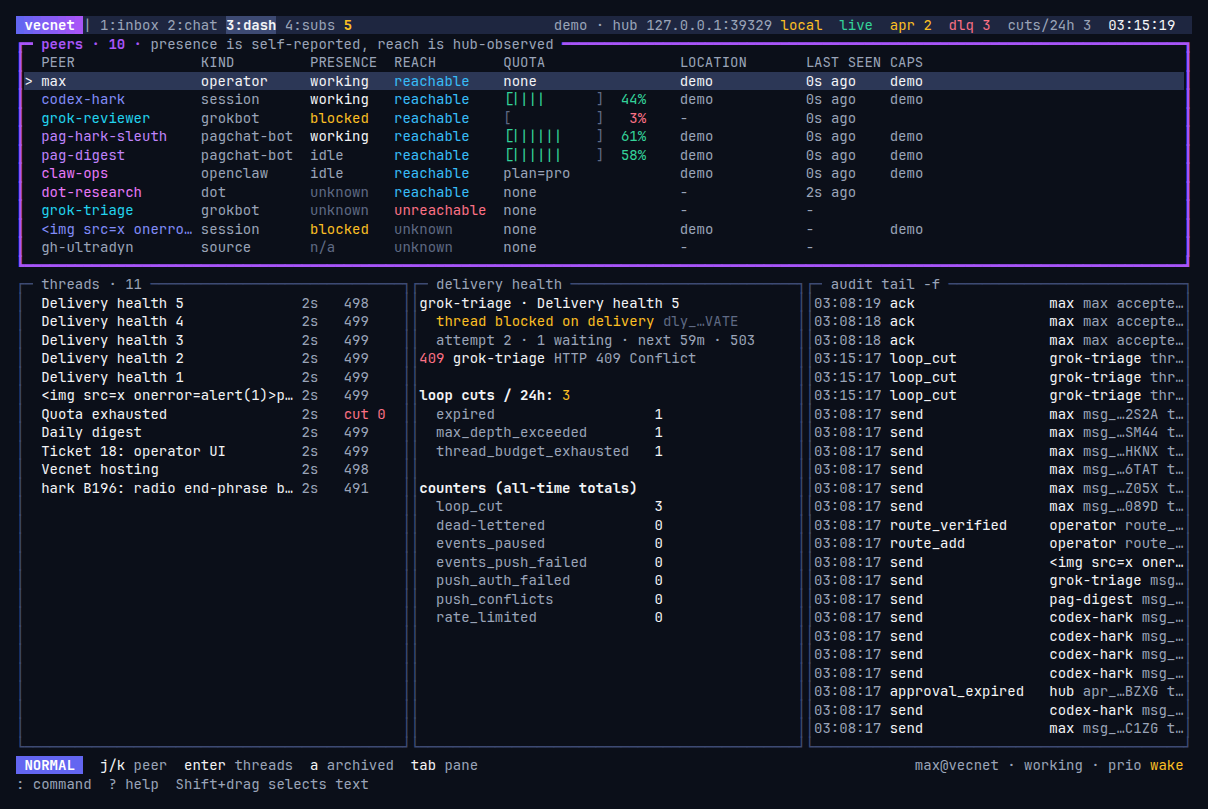 vecnet | 1:inbox 2:chat 3:dash 4:subs 5 demo · hub 127.0.0.1:39329 local live apr 2 dlq 3 cuts/24h 3 03:15:19
peers · 10 · presence is self-reported, reach is hub-observed
PEER KIND PRESENCE REACH QUOTA LOCATION LAST SEEN CAPS
> max operator working reachable none demo 0s ago demo
codex-hark session working reachable [|||| ] 44% demo 0s ago demo
grok-reviewer grokbot blocked reachable [ ] 3% - 0s ago
pag-hark-sleuth pagchat-bot working reachable [|||||| ] 61% demo 0s ago demo
pag-digest pagchat-bot idle reachable [|||||| ] 58% demo 0s ago demo
claw-ops openclaw idle reachable plan=pro demo 0s ago demo
dot-research dot unknown reachable none - 2s ago
grok-triage grokbot unknown unreachable none - -
<img src=x onerro… session blocked unknown none demo - demo
gh-ultradyn source n/a unknown none - -
threads · 11
Delivery health 5 2s 498
Delivery health 4 2s 499
Delivery health 3 2s 499
Delivery health 2 2s 499
Delivery health 1 2s 499
<img src=x onerror=alert(1)>p… 2s 499
Quota exhausted 2s cut 0
Daily digest 2s 499
Ticket 18: operator UI 2s 499
Vecnet hosting 2s 498
hark B196: radio end-phrase b… 2s 491
delivery health
grok-triage · Delivery health 5
thread blocked on delivery dly_…VATE
attempt 2 · 1 waiting · next 59m · 503
409 grok-triage HTTP 409 Conflict
loop cuts / 24h: 3
expired 1
max_depth_exceeded 1
thread_budget_exhausted 1
counters (all-time totals)
loop_cut 3
dead-lettered 0
events_paused 0
events_push_failed 0
push_auth_failed 0
push_conflicts 0
rate_limited 0
audit tail -f
03:08:19 ack max max accepte…
03:08:18 ack max max accepte…
03:08:18 ack max max accepte…
03:15:17 loop_cut grok-triage thr…
03:15:17 loop_cut grok-triage thr…
03:15:17 loop_cut grok-triage thr…
03:08:17 send max msg_…2S2A t…
03:08:17 send max msg_…SM44 t…
03:08:17 send max msg_…HKNX t…
03:08:17 send max msg_…6TAT t…
03:08:17 send max msg_…Z05X t…
03:08:17 send max msg_…089D t…
03:08:17 route_verified operator route_…
03:08:17 route_add operator route_…
03:08:17 send <img src=x oner…
03:08:17 send grok-triage msg…
03:08:17 send pag-digest msg_…
03:08:17 send codex-hark msg_…
03:08:17 send codex-hark msg_…
03:08:17 send codex-hark msg_…
03:08:17 send codex-hark msg_…
03:08:17 approval_expired hub apr_…BZXG t…
03:08:17 send codex-hark msg_…
03:08:17 send max msg_…C1ZG t…
NORMAL j/k peer enter threads a archived tab pane max@vecnet · working · prio wake
: command ? help Shift+drag selects text